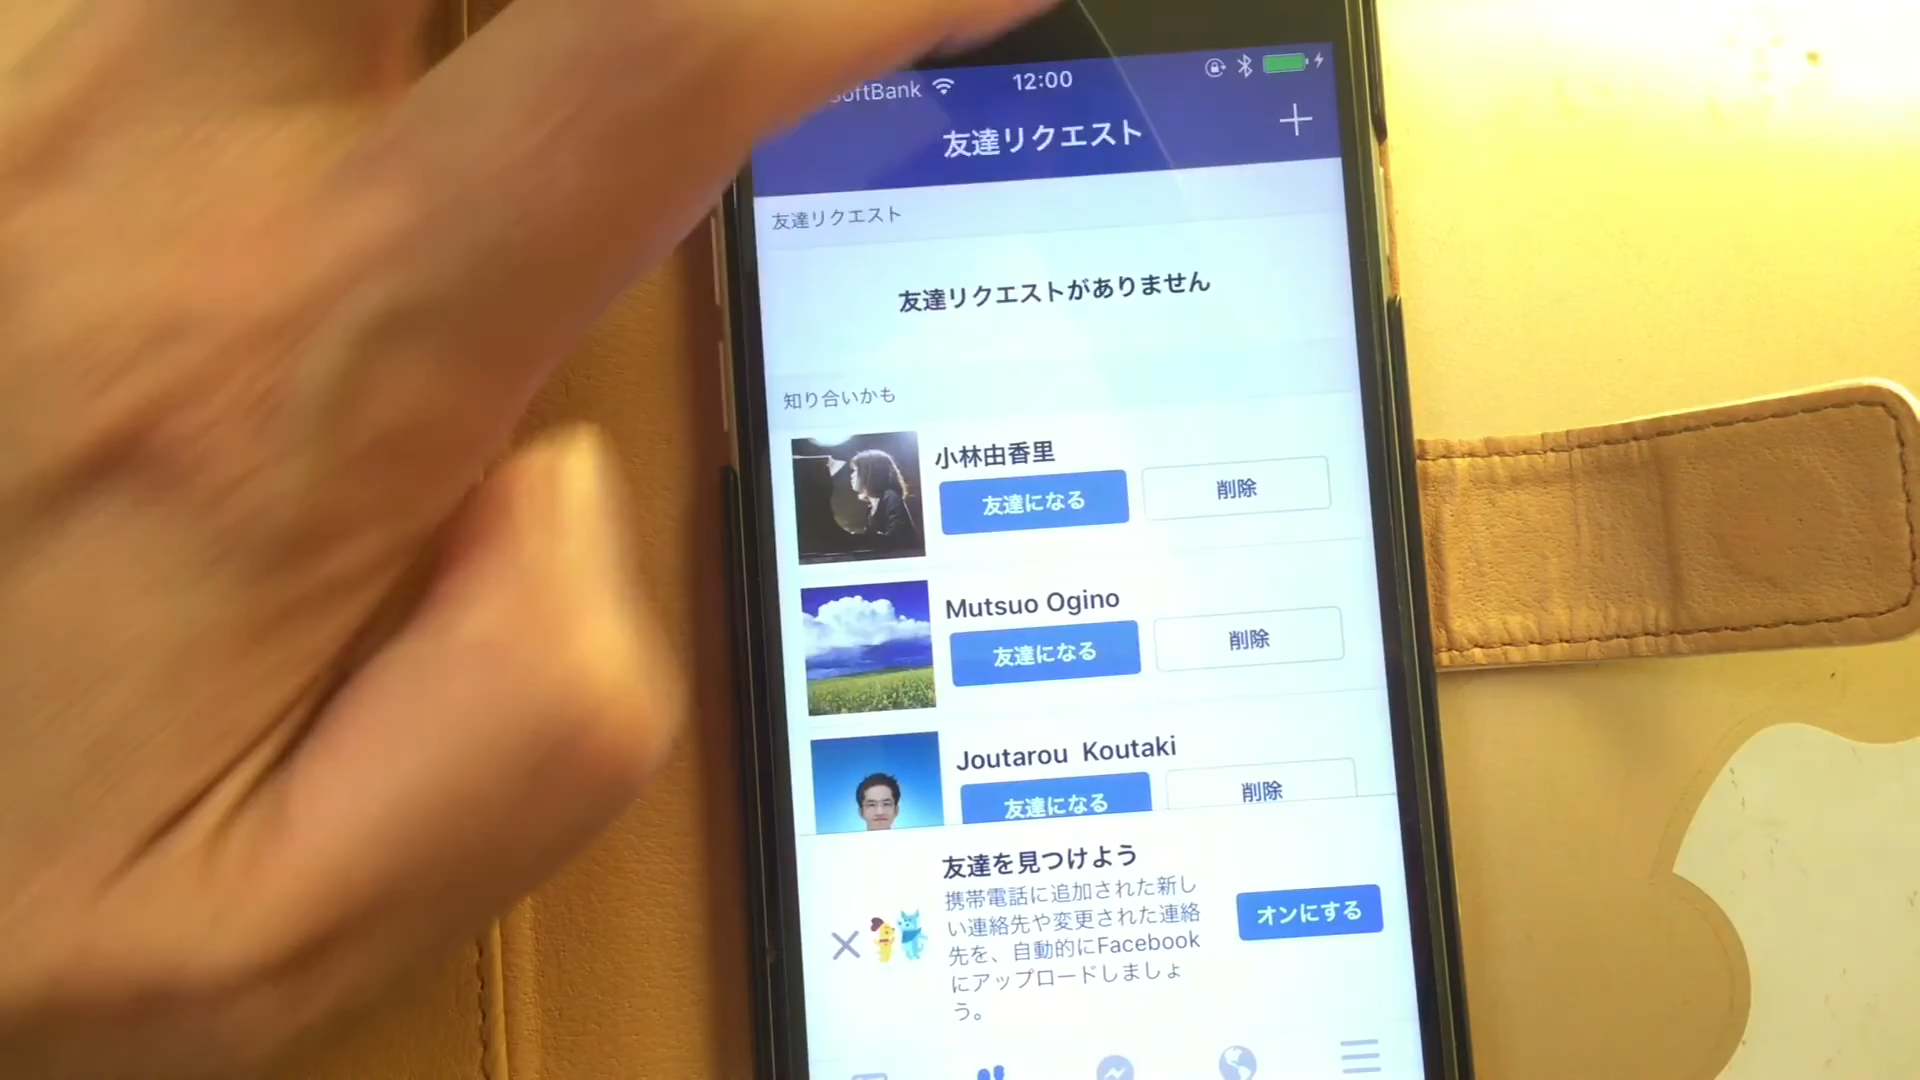 SoftBank 12:00
友達リクエスト
友達リクエスト
友達リクエストがありません
知り合いかも
小林由香里
友達になる 削除
Mutsuo Ogino
友達になる 削除
Joutarou Koutaki
友達になる 削除
友達を見つけよう
携帯電話に追加された新し
い連絡先や変更された連絡
先を、自動的にFacebook
にアップロードしましょ
う。
オンにする